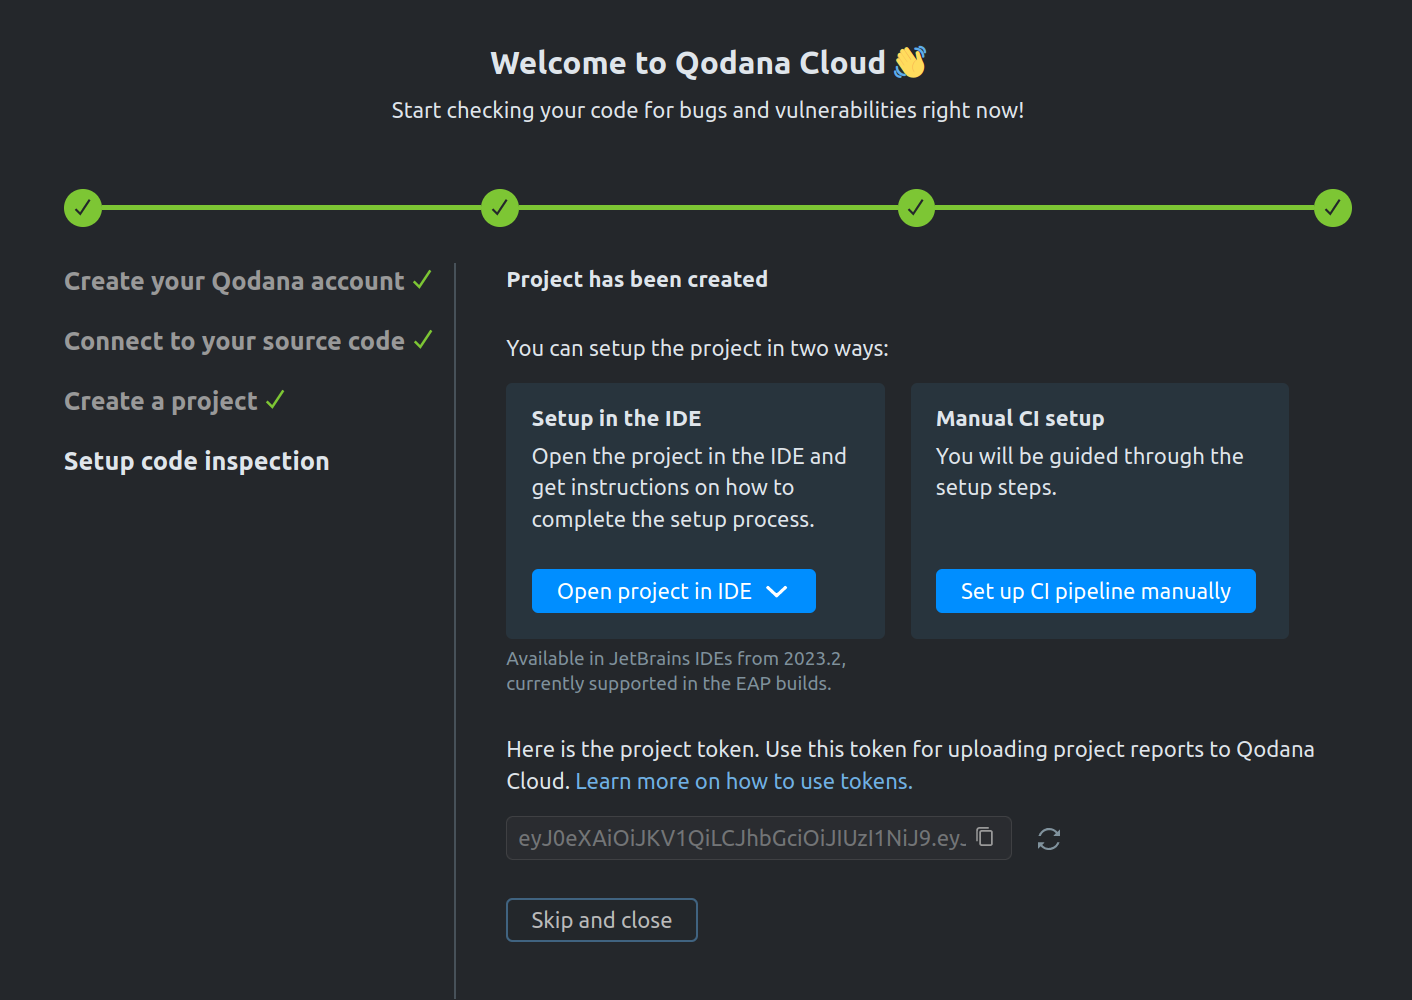 Welcome to Qodana Cloud 👋
Start checking your code for bugs and vulnerabilities right now!
Create your Qodana account
Connect to your source code
Create a project
Setup code inspection
Project has been created
You can setup the project in two ways:
Setup in the IDE
Open the project in the IDE and
get instructions on how to
complete the setup process.
Open project in IDE
Available in JetBrains IDEs from 2023.2,
currently supported in the EAP builds.
Manual CI setup
You will be guided through the
setup steps.
Set up CI pipeline manually
Here is the project token. Use this token for uploading project reports to Qodana
Cloud. Learn more on how to use tokens.
eyJ0eXAiOiJKV1QiLCJhbGciOiJIUzI1NiJ9.ey
Skip and close